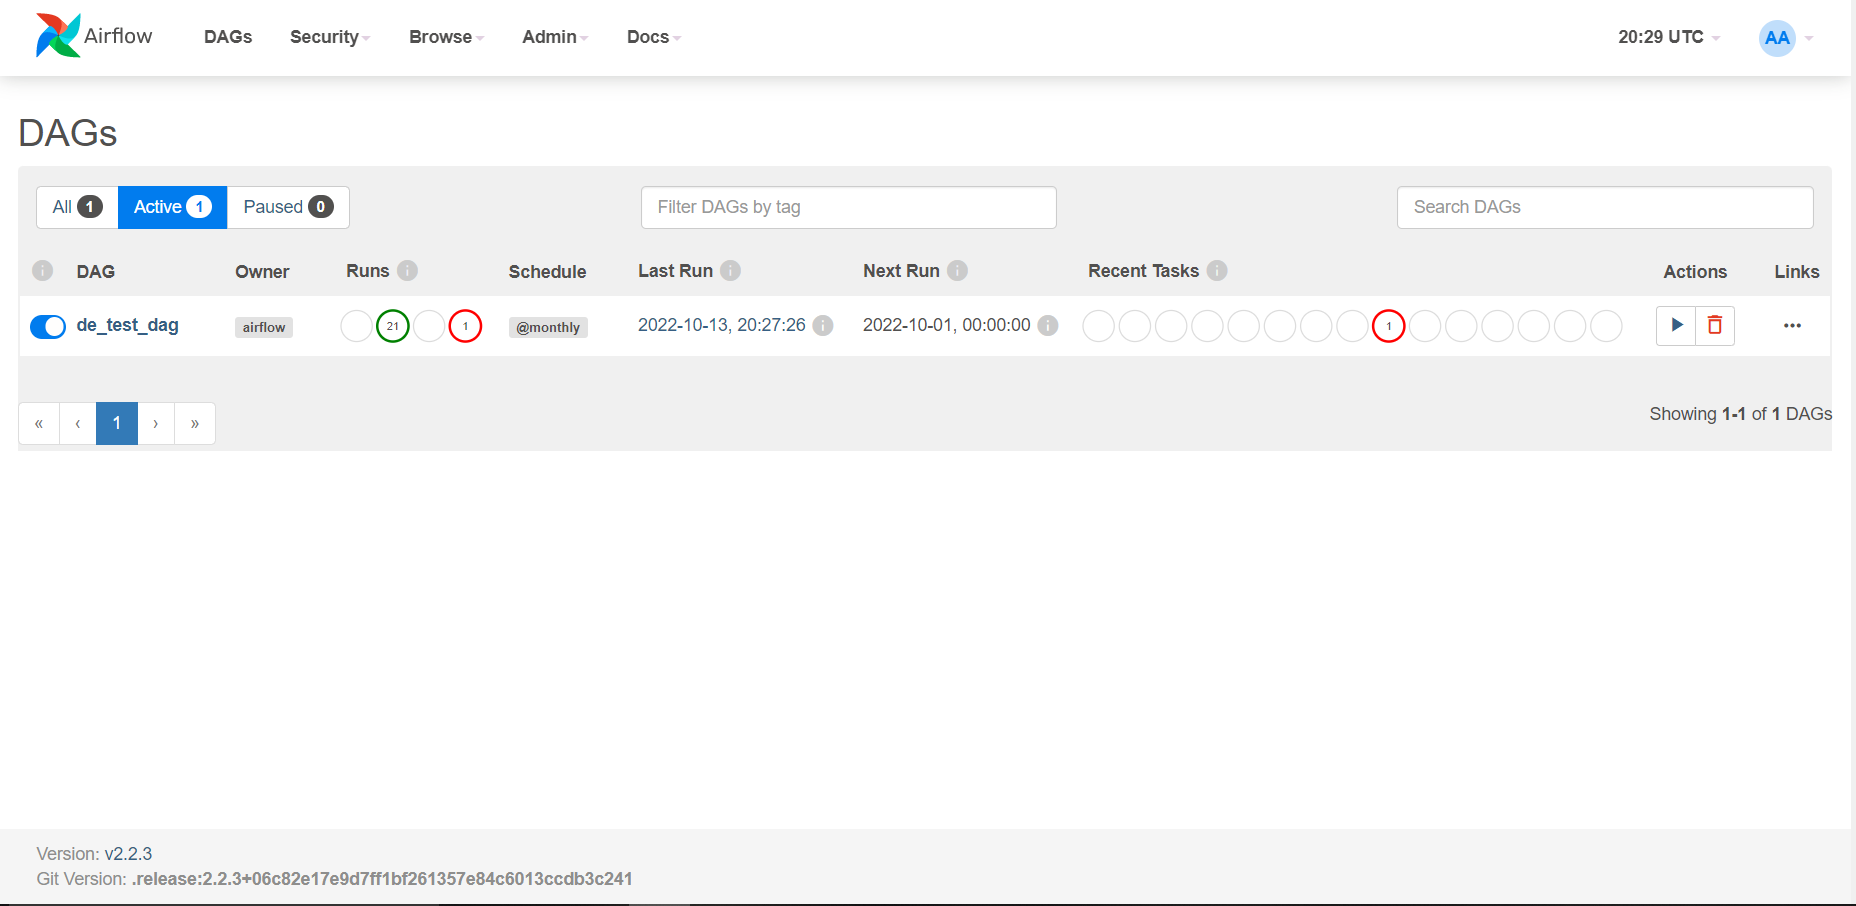 Airflow DAGs Security Browse Admin Docs 20:29 UTC AA
DAGs
All 1 Active 1 Paused 0 Filter DAGs by tag Search DAGs
i DAG Owner Runs i Schedule Last Run i Next Run i Recent Tasks i Actions Links
de_test_dag airflow 21 1 @monthly 2022-10-13, 20:27:26 i 2022-10-01, 00:00:00 i 1 ...
« ‹ 1 › » Showing 1-1 of 1 DAGs
Version: v2.2.3
Git Version: .release:2.2.3+06c82e17e9d7ff1bf261357e84c6013ccdb3c241